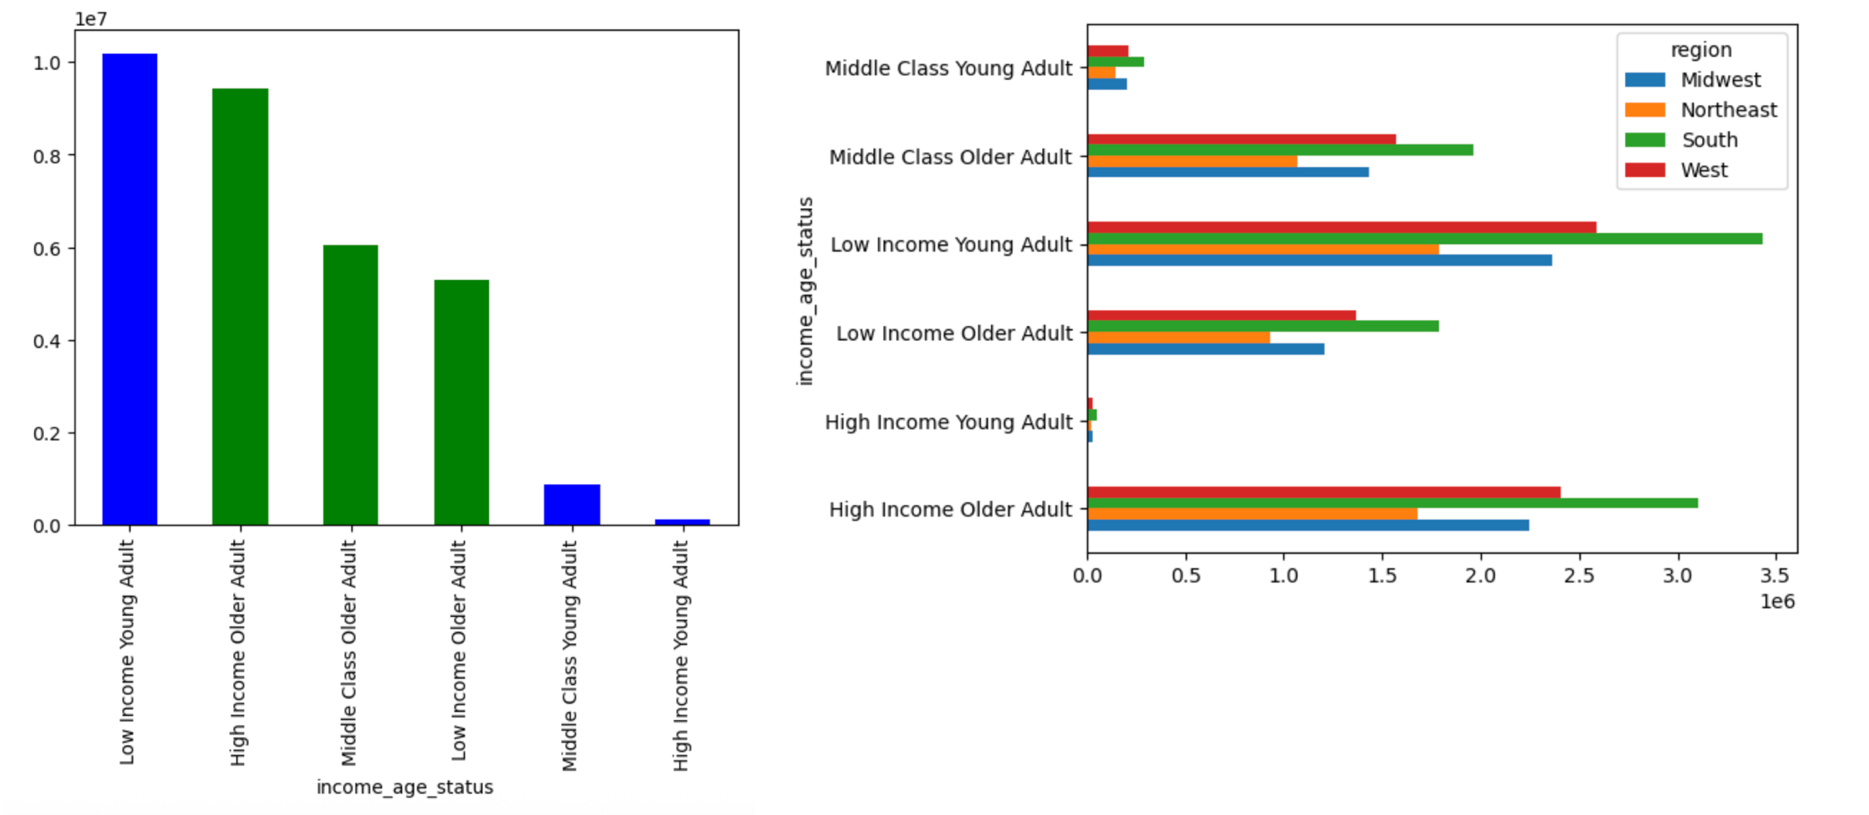 1e7
1.0
0.8
0.6
0.4
0.2
0.0
Low Income Young Adult
High Income Older Adult
Middle Class Older Adult
Low Income Older Adult
Middle Class Young Adult
High Income Young Adult
income_age_status
income_age_status
Middle Class Young Adult
Middle Class Older Adult
Low Income Young Adult
Low Income Older Adult
High Income Young Adult
High Income Older Adult
0.0 0.5 1.0 1.5 2.0 2.5 3.0 3.5
1e6
region
Midwest
Northeast
South
West